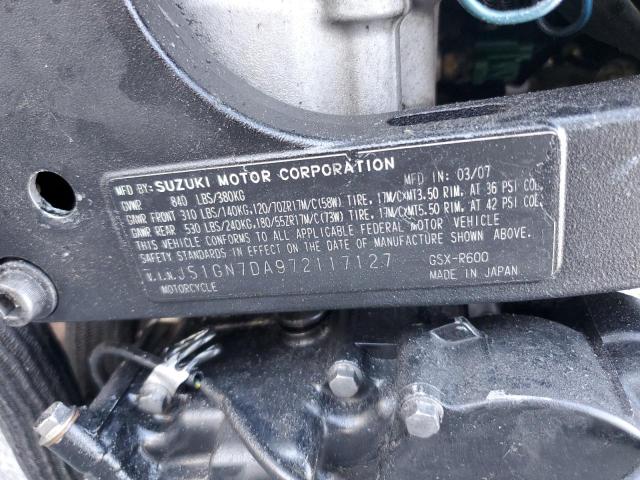 MFD BY: SUZUKI MOTOR CORPORATION MFD IN: 03/07
GVWR 840 LBS/380KG
GAWR FRONT 310 LBS/140KG,120/70ZR17M/C(58W) TIRE, 17M/CxMT3.50 RIM, AT 36 PSI COLD
GAWR REAR 530 LBS/240KG,180/55ZR17M/C(73W) TIRE, 17M/CxMT5.50 RIM, AT 42 PSI COLD
THIS VEHICLE CONFORMS TO ALL APPLICABLE FEDERAL MOTOR VEHICLE
SAFETY STANDARDS IN EFFECT ON THE DATE OF MANUFACTURE SHOWN ABOVE.
V.I.N. JS1GN7DA972117127 GSX-R600
MOTORCYCLE MADE IN JAPAN